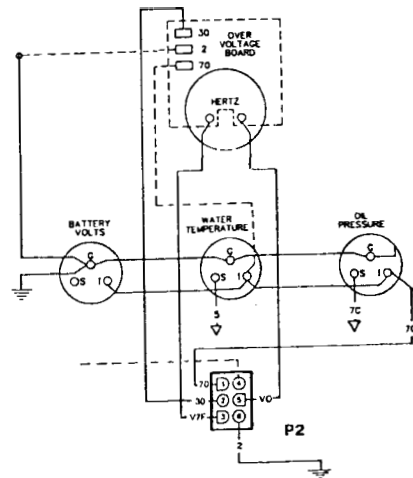 30
2
70
OVER
VOLTAGE
BOARD
HERTZ
BATTERY
VOLTS
WATER
TEMPERATURE
OIL
PRESSURE
G
G
G
S I
S I
S I
5
7C
70
70 1 4
30 2 5 VO
V7F 3 6
P2
2